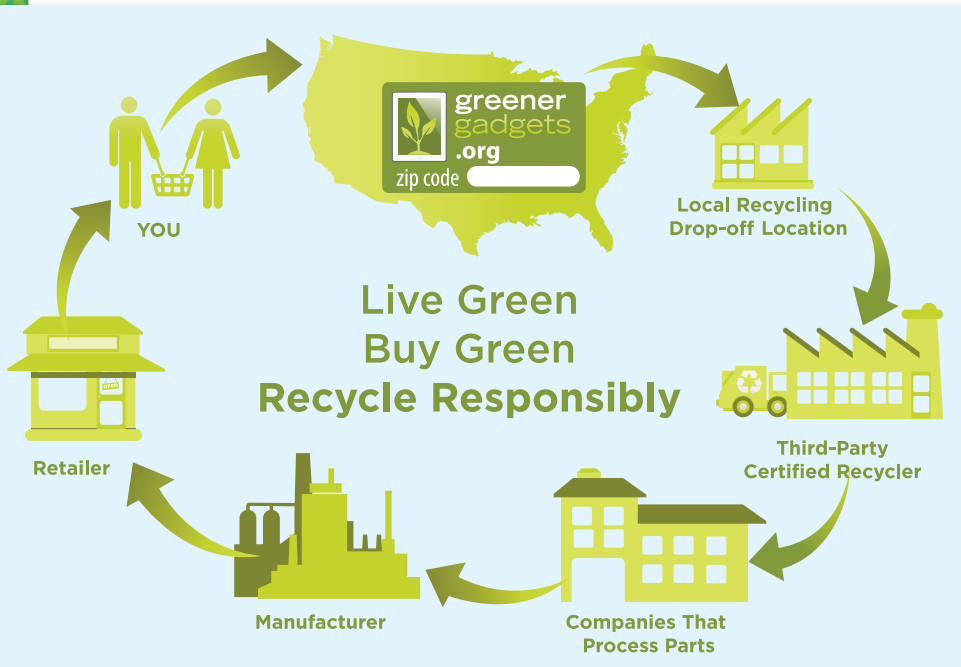 greener
gadgets
.org
zip code
YOU
Local Recycling
Drop-off Location
Live Green
Buy Green
Recycle Responsibly
OPEN
Retailer
Third-Party
Certified Recycler
Manufacturer
Companies That
Process Parts